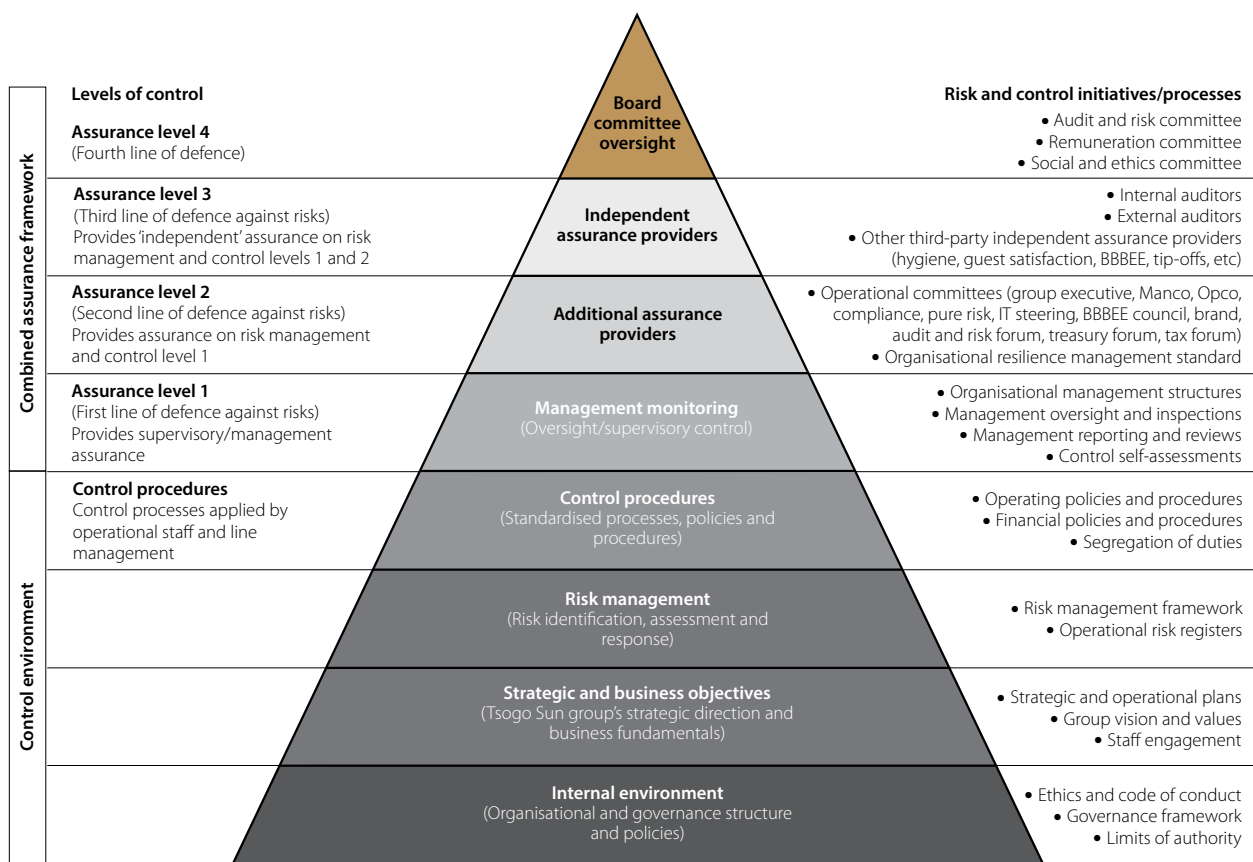 Combined assurance framework
Control environment
Levels of control
Assurance level 4
(Fourth line of defence)
Board
committee
oversight
Risk and control initiatives/processes
• Audit and risk committee
• Remuneration committee
• Social and ethics committee
Assurance level 3
(Third line of defence against risks)
Provides ‘independent’ assurance on risk
management and control levels 1 and 2
Independent
assurance providers
• Internal auditors
• External auditors
• Other third-party independent assurance providers
(hygiene, guest satisfaction, BBBEE, tip-offs, etc)
Assurance level 2
(Second line of defence against risks)
Provides assurance on risk management
and control level 1
Additional assurance
providers
• Operational committees (group executive, Manco, Opco,
compliance, pure risk, IT steering, BBBEE council, brand,
audit and risk forum, treasury forum, tax forum)
• Organisational resilience management standard
Assurance level 1
(First line of defence against risks)
Provides supervisory/management
assurance
Management monitoring
(Oversight/supervisory control)
• Organisational management structures
• Management oversight and inspections
• Management reporting and reviews
• Control self-assessments
Control procedures
Control processes applied by
operational staff and line
management
Control procedures
(Standardised processes, policies and
procedures)
• Operating policies and procedures
• Financial policies and procedures
• Segregation of duties
Risk management
(Risk identification, assessment and
response)
• Risk management framework
• Operational risk registers
Strategic and business objectives
(Tsogo Sun group’s strategic direction and
business fundamentals)
• Strategic and operational plans
• Group vision and values
• Staff engagement
Internal environment
(Organisational and governance structure
and policies)
• Ethics and code of conduct
• Governance framework
• Limits of authority